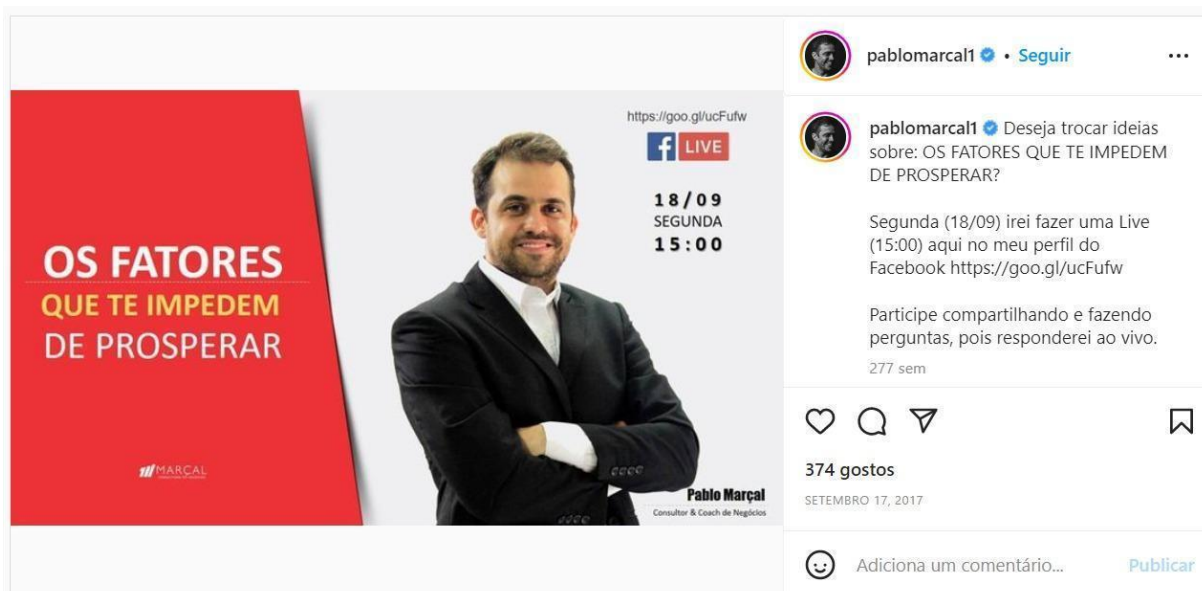 https://goo.gl/ucFufw
f LIVE
18/09
SEGUNDA
15:00
OS FATORES
QUE TE IMPEDEM
DE PROSPERAR
MARÇAL
Pablo Marçal
Consultor & Coach de Negócios
pablomarcal1 • Seguir
pablomarcal1 Deseja trocar ideias
sobre: OS FATORES QUE TE IMPEDEM
DE PROSPERAR?
Segunda (18/09) irei fazer uma Live
(15:00) aqui no meu perfil do
Facebook https://goo.gl/ucFufw
Participe compartilhando e fazendo
perguntas, pois responderei ao vivo.
277 sem
374 gostos
SETEMBRO 17, 2017
Adiciona um comentário... Publicar